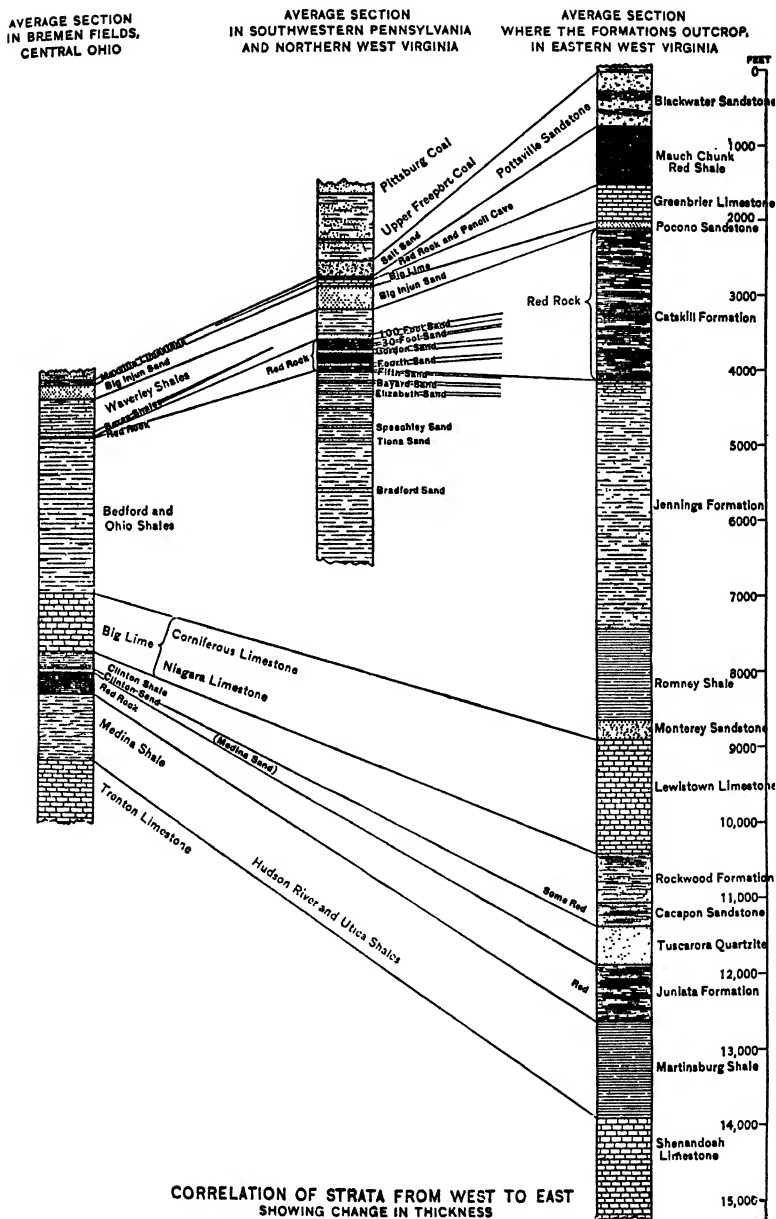 AVERAGE SECTION
IN BREMEN FIELDS,
CENTRAL OHIO
AVERAGE SECTION
IN SOUTHWESTERN PENNSYLVANIA
AND NORTHERN WEST VIRGINIA
AVERAGE SECTION
WHERE THE FORMATIONS OUTCROP,
IN EASTERN WEST VIRGINIA
FEET
0
1000
2000
3000
4000
5000
6000
7000
8000
9000
10,000
11,000
12,000
13,000
14,000
15,000
Blackwater Sandstone
Mauch Chunk
Red Shale
Greenbrier Limestone
Pocono Sandstone
Red Rock
Catskill Formation
Jennings Formation
Romney Shale
Monterey Sandstone
Lewistown Limestone
Rockwood Formation
Some Red
Cacapon Sandstone
Tuscarora Quartzite
Red
Juniata Formation
Martinsburg Shale
Shenandoah
Limestone
Pittsburg Coal
Upper Freeport Coal
Pottsville Sandstone
Salt Sand
Red Rock and Pencil Cave
Big Lime
Big Injun Sand
100-Foot Sand
30-Foot Sand
Gordon Sand
Red Rock
Fourth Sand
Fifth Sand
Bayard Sand
Elizabeth Sand
Speechley Sand
Tiona Sand
Bradford Sand
Big Injun Sand
Waverley Shales
Red Rock
Bedford and
Ohio Shales
Big Lime
Corniferous Limestone
Niagara Limestone
Clinton Shale
Clinton Sand
(Medina Sand)
Red Rock
Medina Shale
Trenton Limestone
Hudson River and Utica Shales
CORRELATION OF STRATA FROM WEST TO EAST
SHOWING CHANGE IN THICKNESS